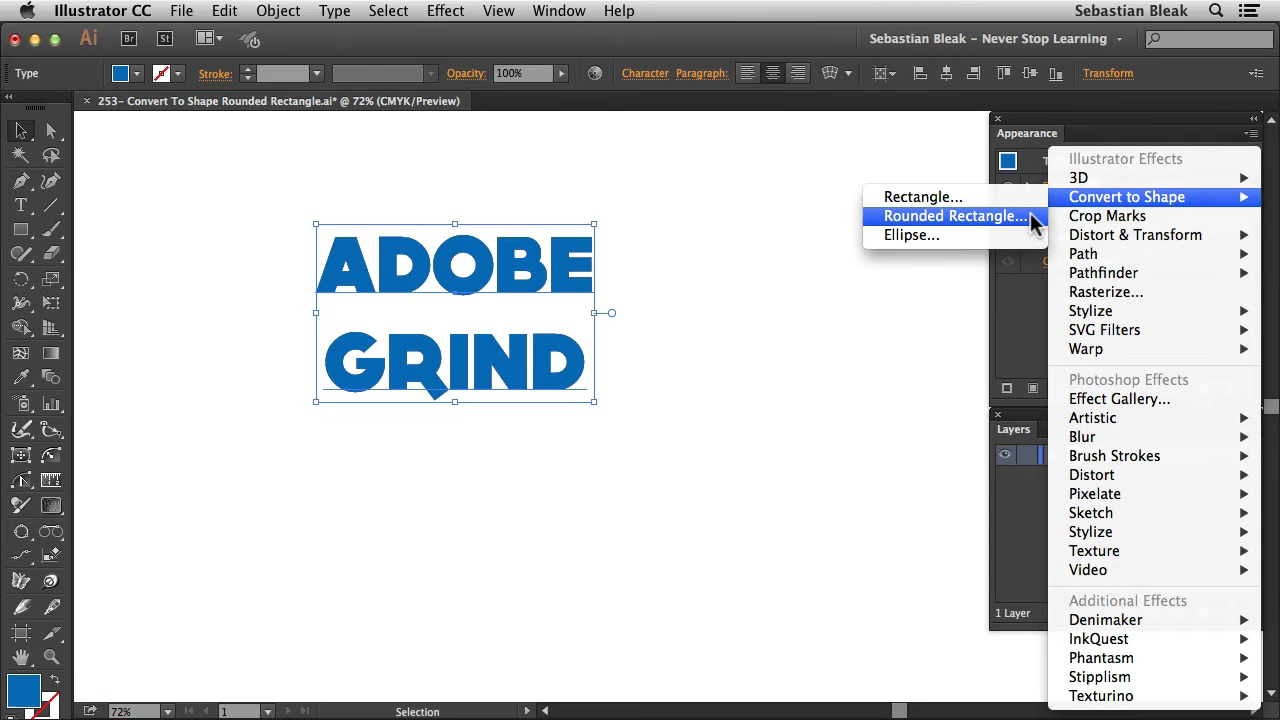 Illustrator CC File Edit Object Type Select Effect View Window Help Sebastian Bleak
Ai Br St Sebastian Bleak – Never Stop Learning
Type Stroke: Opacity: 100% Character Paragraph: Transform
× 253- Convert To Shape Rounded Rectangle.ai* @ 72% (CMYK/Preview)
Appearance
Illustrator Effects
3D
Convert to Shape
Rectangle...
Rounded Rectangle...
Ellipse...
Crop Marks
Distort & Transform
Path
Pathfinder
Rasterize...
Stylize
SVG Filters
Warp
Photoshop Effects
Effect Gallery...
Artistic
Blur
Brush Strokes
Distort
Pixelate
Sketch
Stylize
Texture
Video
Additional Effects
Denimaker
InkQuest
Phantasm
Stipplism
Texturino
ADOBE
GRIND
Layers
1 Layer
72% 1 Selection